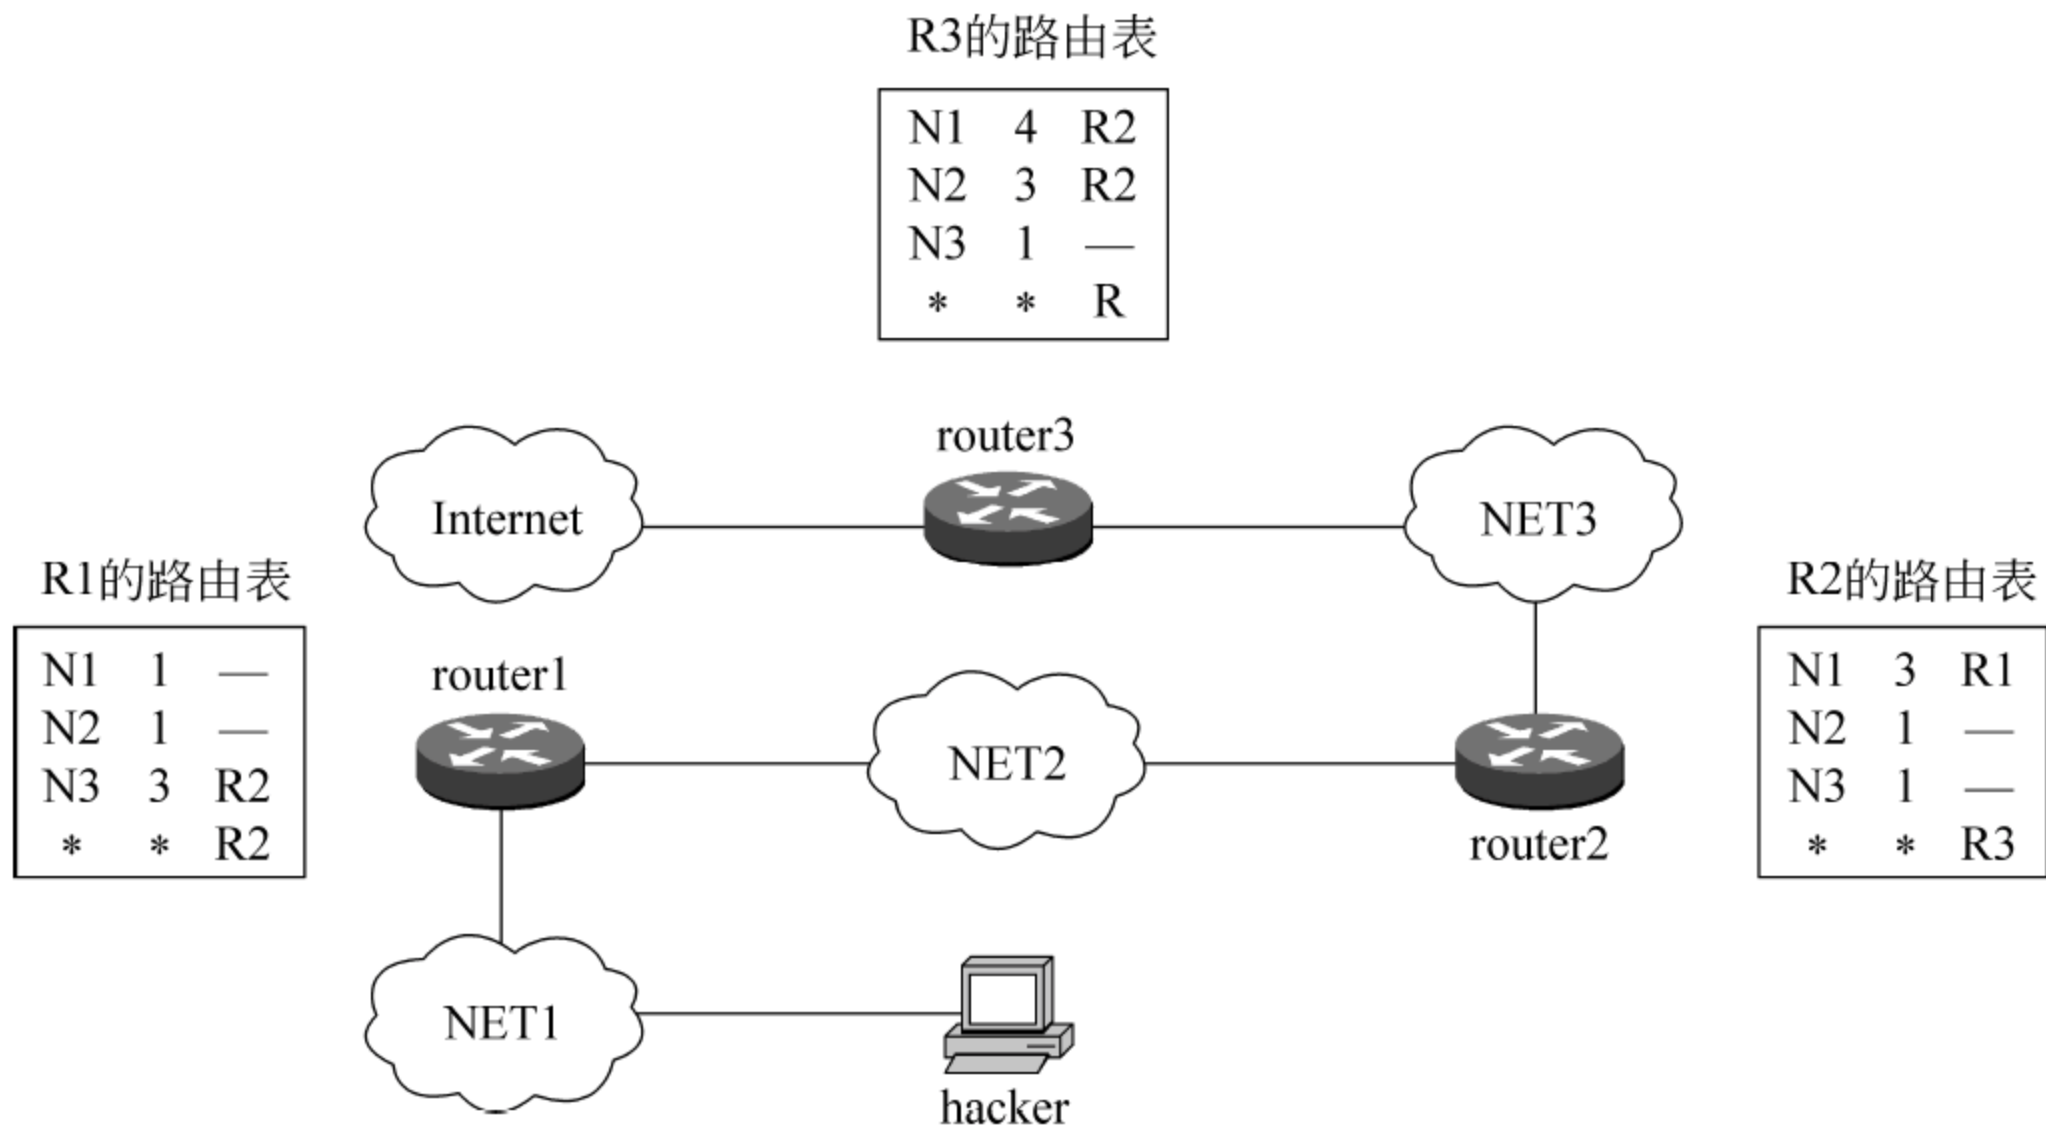 R3的路由表
N1 4 R2
N2 3 R2
N3 1 —
* * R
router3
Internet
NET3
R1的路由表
N1 1 —
N2 1 —
N3 3 R2
* * R2
router1
NET2
R2的路由表
N1 3 R1
N2 1 —
N3 1 —
* * R3
router2
NET1
hacker